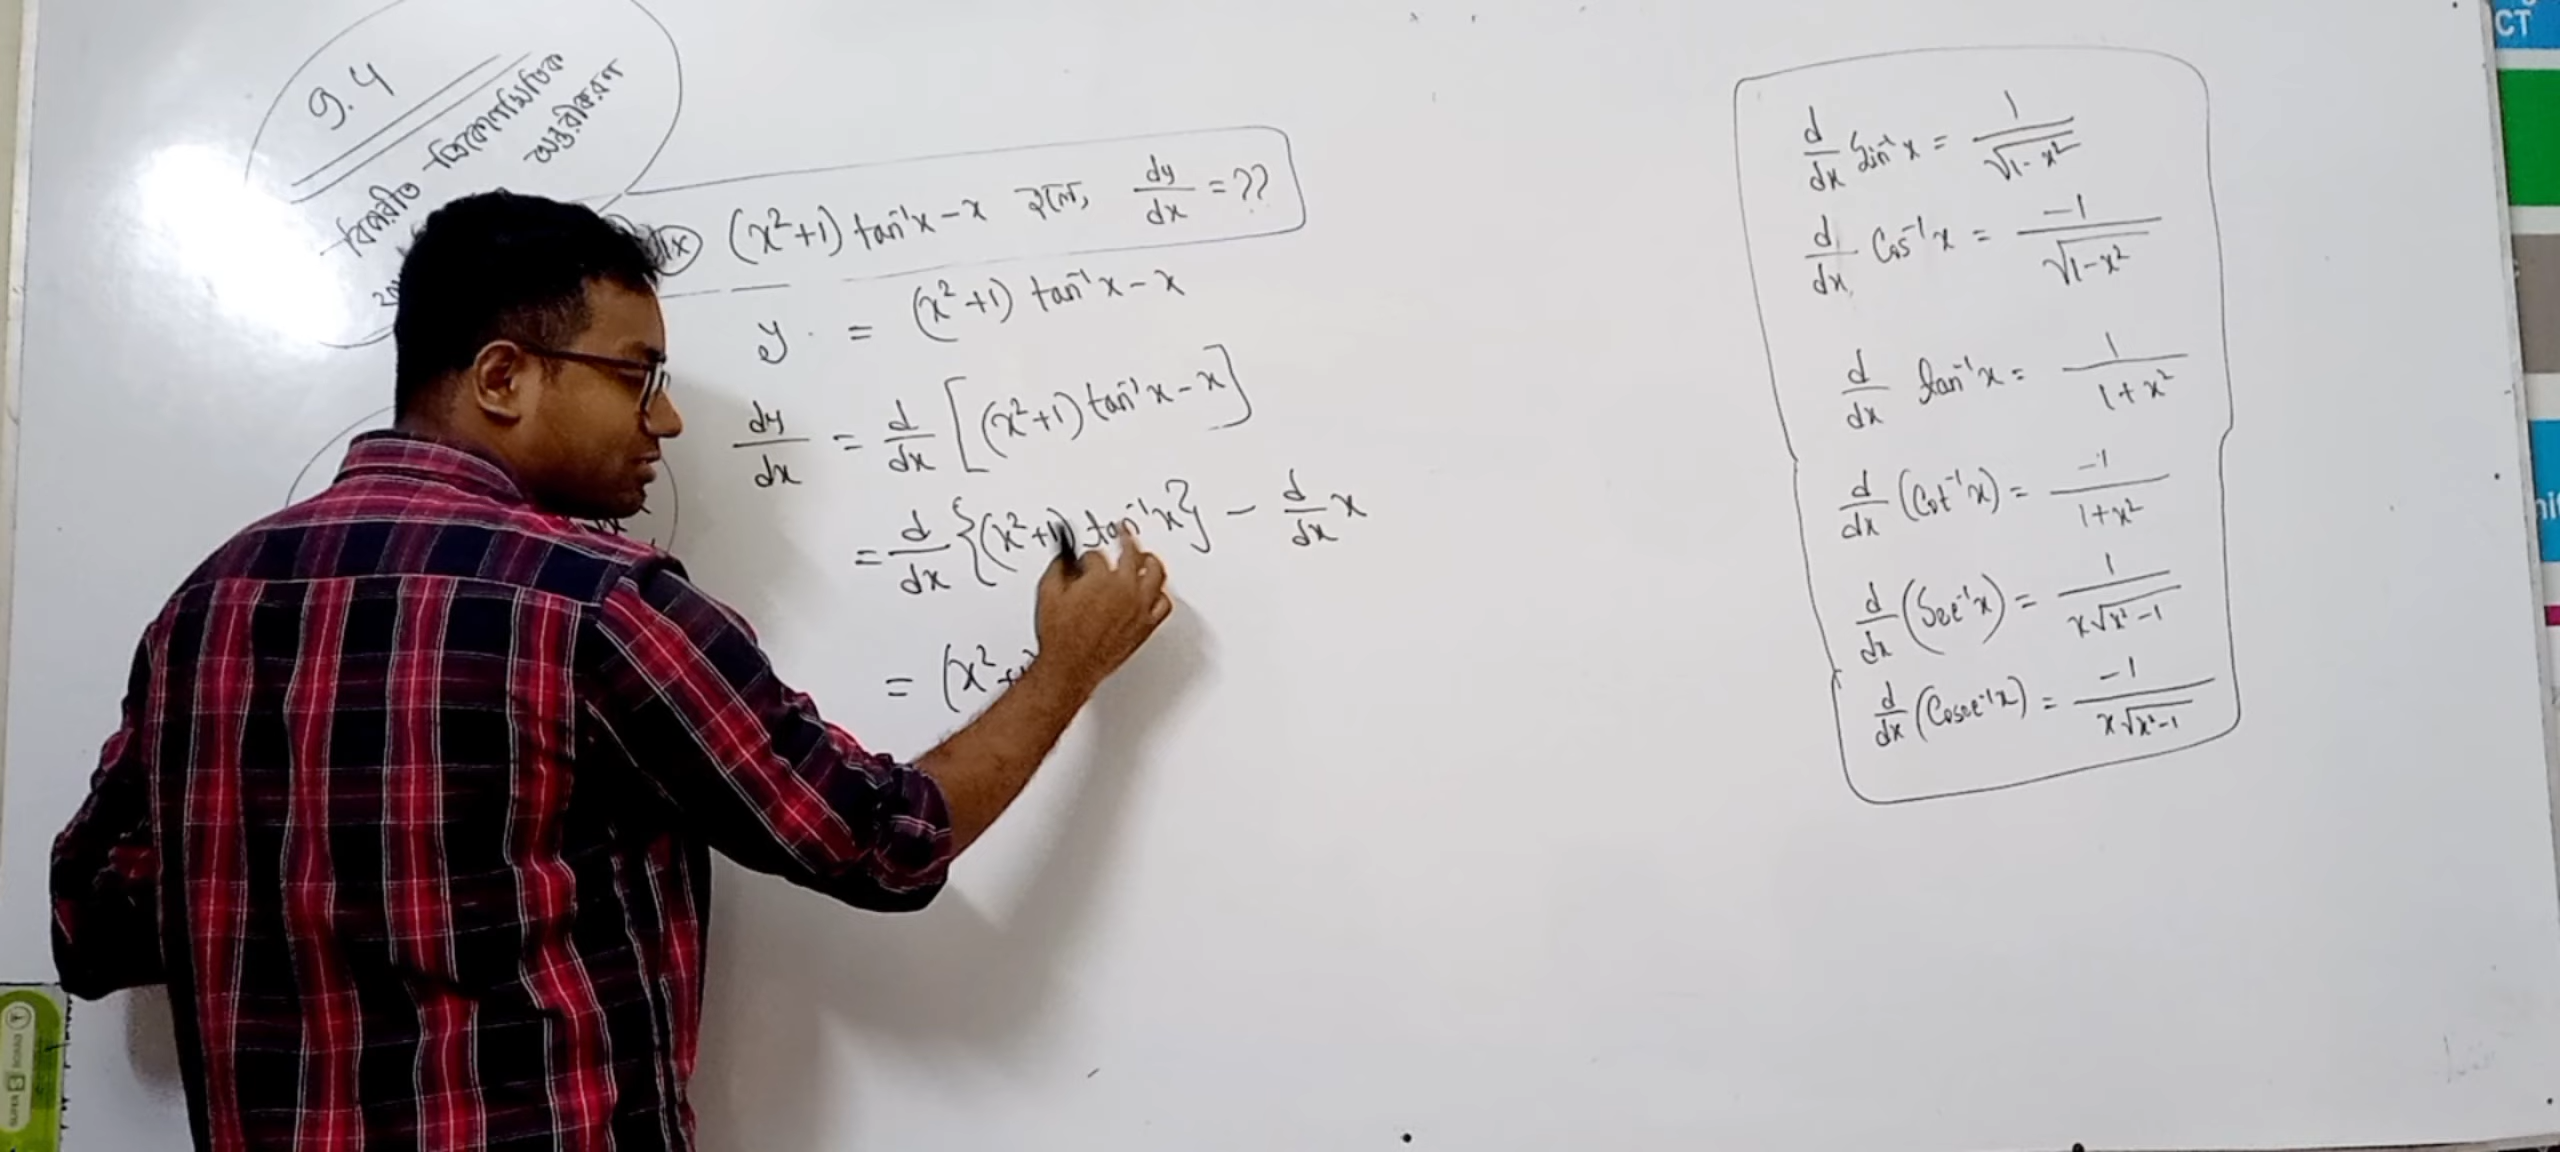 9.4
বিপরীত ত্রিকোণমিতিক
অন্তরীকরণ
ix (x²+1) tan⁻¹x - x হলে, dy/dx = ??
y = (x²+1) tan⁻¹x - x
dy/dx = d/dx [(x²+1) tan⁻¹x - x]
= d/dx {(x²+1) tan⁻¹x} - d/dx x
= (x²+
d/dx Sin⁻¹x = 1/√1-x²
d/dx Cos⁻¹x = -1/√1-x²
d/dx tan⁻¹x = 1/1+x²
d/dx (Cot⁻¹x) = -1/1+x²
d/dx (Sec⁻¹x) = 1/x√x²-1
d/dx (Cosec⁻¹x) = -1/x√x²-1
CT